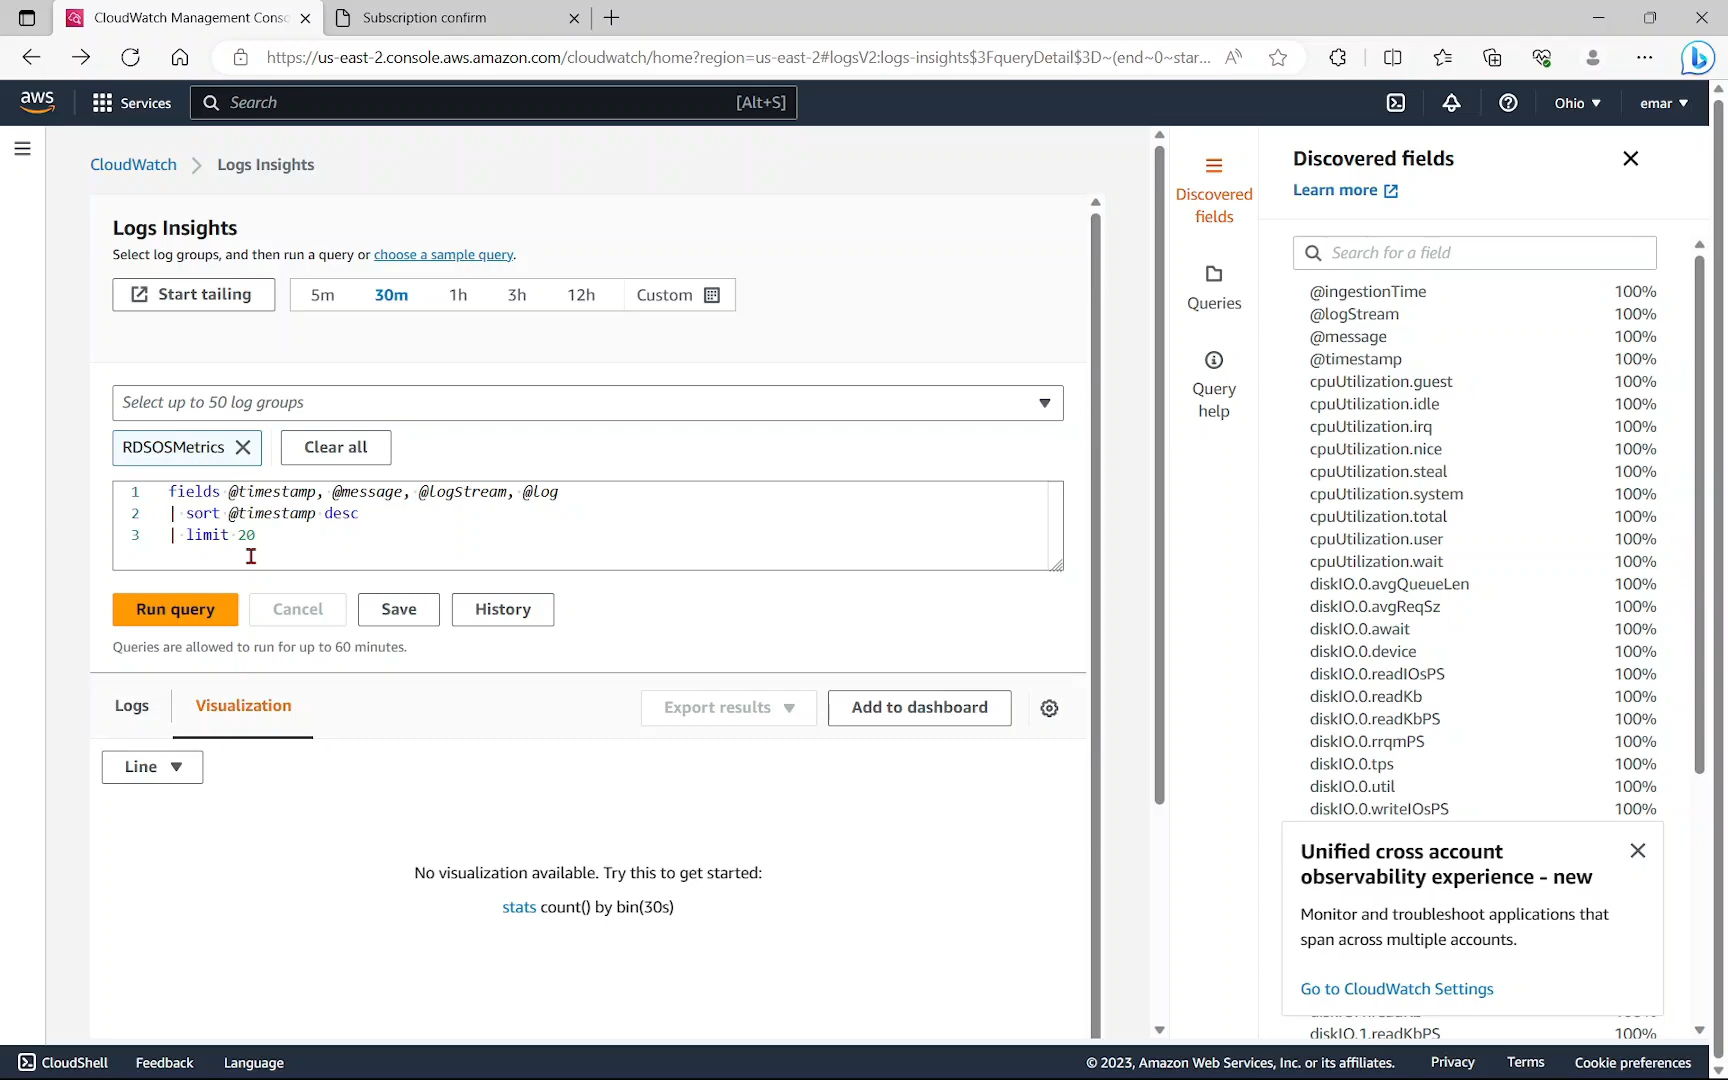 CloudWatch Management Conso
Subscription confirm
https://us-east-2.console.aws.amazon.com/cloudwatch/home?region=us-east-2#logsV2:logs-insights$3FqueryDetail$3D~(end~0~star...
aws
Services
Search
[Alt+S]
Ohio
emar
CloudWatch
Logs Insights
Logs Insights
Select log groups, and then run a query or choose a sample query.
Start tailing
5m
30m
1h
3h
12h
Custom
Select up to 50 log groups
RDSOSMetrics
Clear all
1 fields @timestamp, @message, @logStream, @log
2 | sort @timestamp desc
3 | limit 20
Run query
Cancel
Save
History
Queries are allowed to run for up to 60 minutes.
Logs
Visualization
Export results
Add to dashboard
Line
No visualization available. Try this to get started:
stats count() by bin(30s)
Discovered
fields
Queries
Query
help
Discovered fields
Learn more
Search for a field
@ingestionTime 100%
@logStream 100%
@message 100%
@timestamp 100%
cpuUtilization.guest 100%
cpuUtilization.idle 100%
cpuUtilization.irq 100%
cpuUtilization.nice 100%
cpuUtilization.steal 100%
cpuUtilization.system 100%
cpuUtilization.total 100%
cpuUtilization.user 100%
cpuUtilization.wait 100%
diskIO.0.avgQueueLen 100%
diskIO.0.avgReqSz 100%
diskIO.0.await 100%
diskIO.0.device 100%
diskIO.0.readIOsPS 100%
diskIO.0.readKb 100%
diskIO.0.readKbPS 100%
diskIO.0.rrqmPS 100%
diskIO.0.tps 100%
diskIO.0.util 100%
diskIO.0.writeIOsPS 100%
Unified cross account
observability experience - new
Monitor and troubleshoot applications that
span across multiple accounts.
Go to CloudWatch Settings
diskIO.1.readKbPS 100%
CloudShell
Feedback
Language
© 2023, Amazon Web Services, Inc. or its affiliates.
Privacy
Terms
Cookie preferences